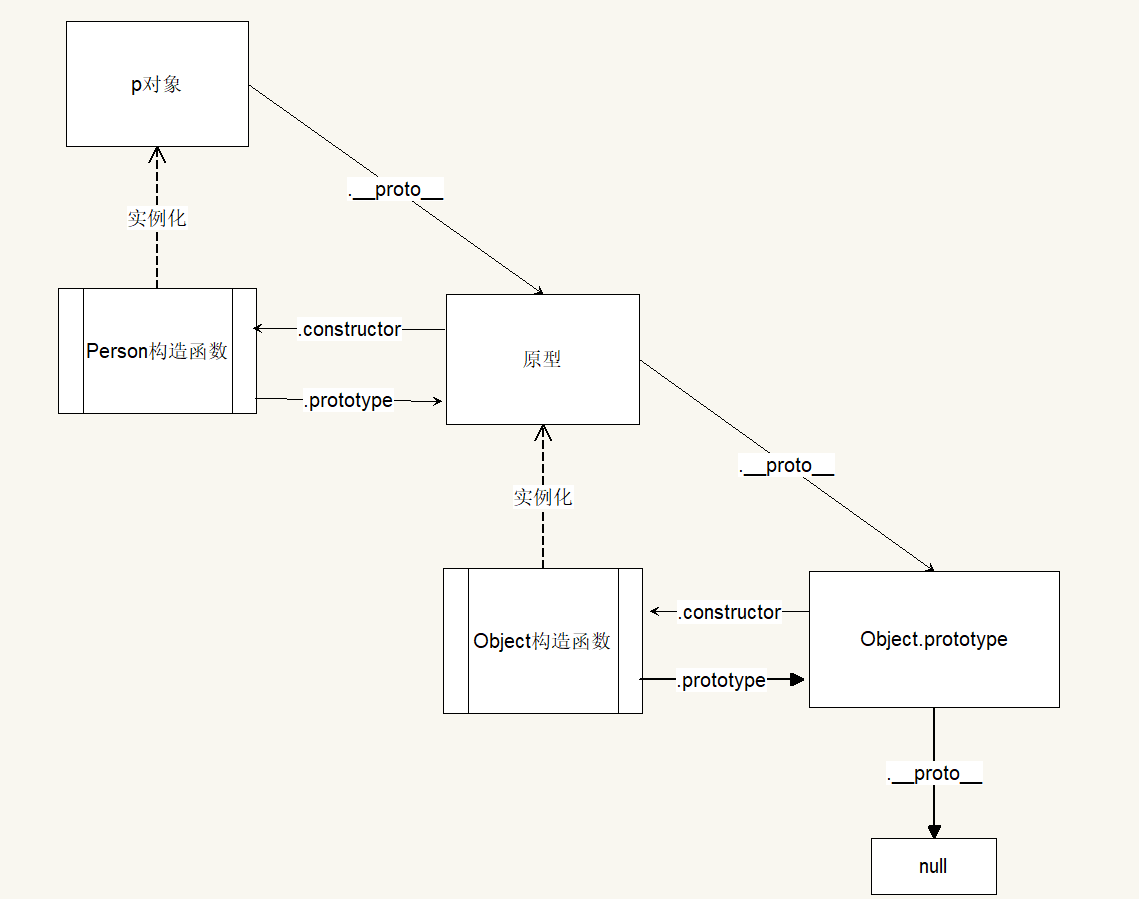 p对象
.__proto__
实例化
.constructor
Person构造函数
原型
.prototype
.__proto__
实例化
.constructor
Object构造函数
Object.prototype
.prototype
.__proto__
null